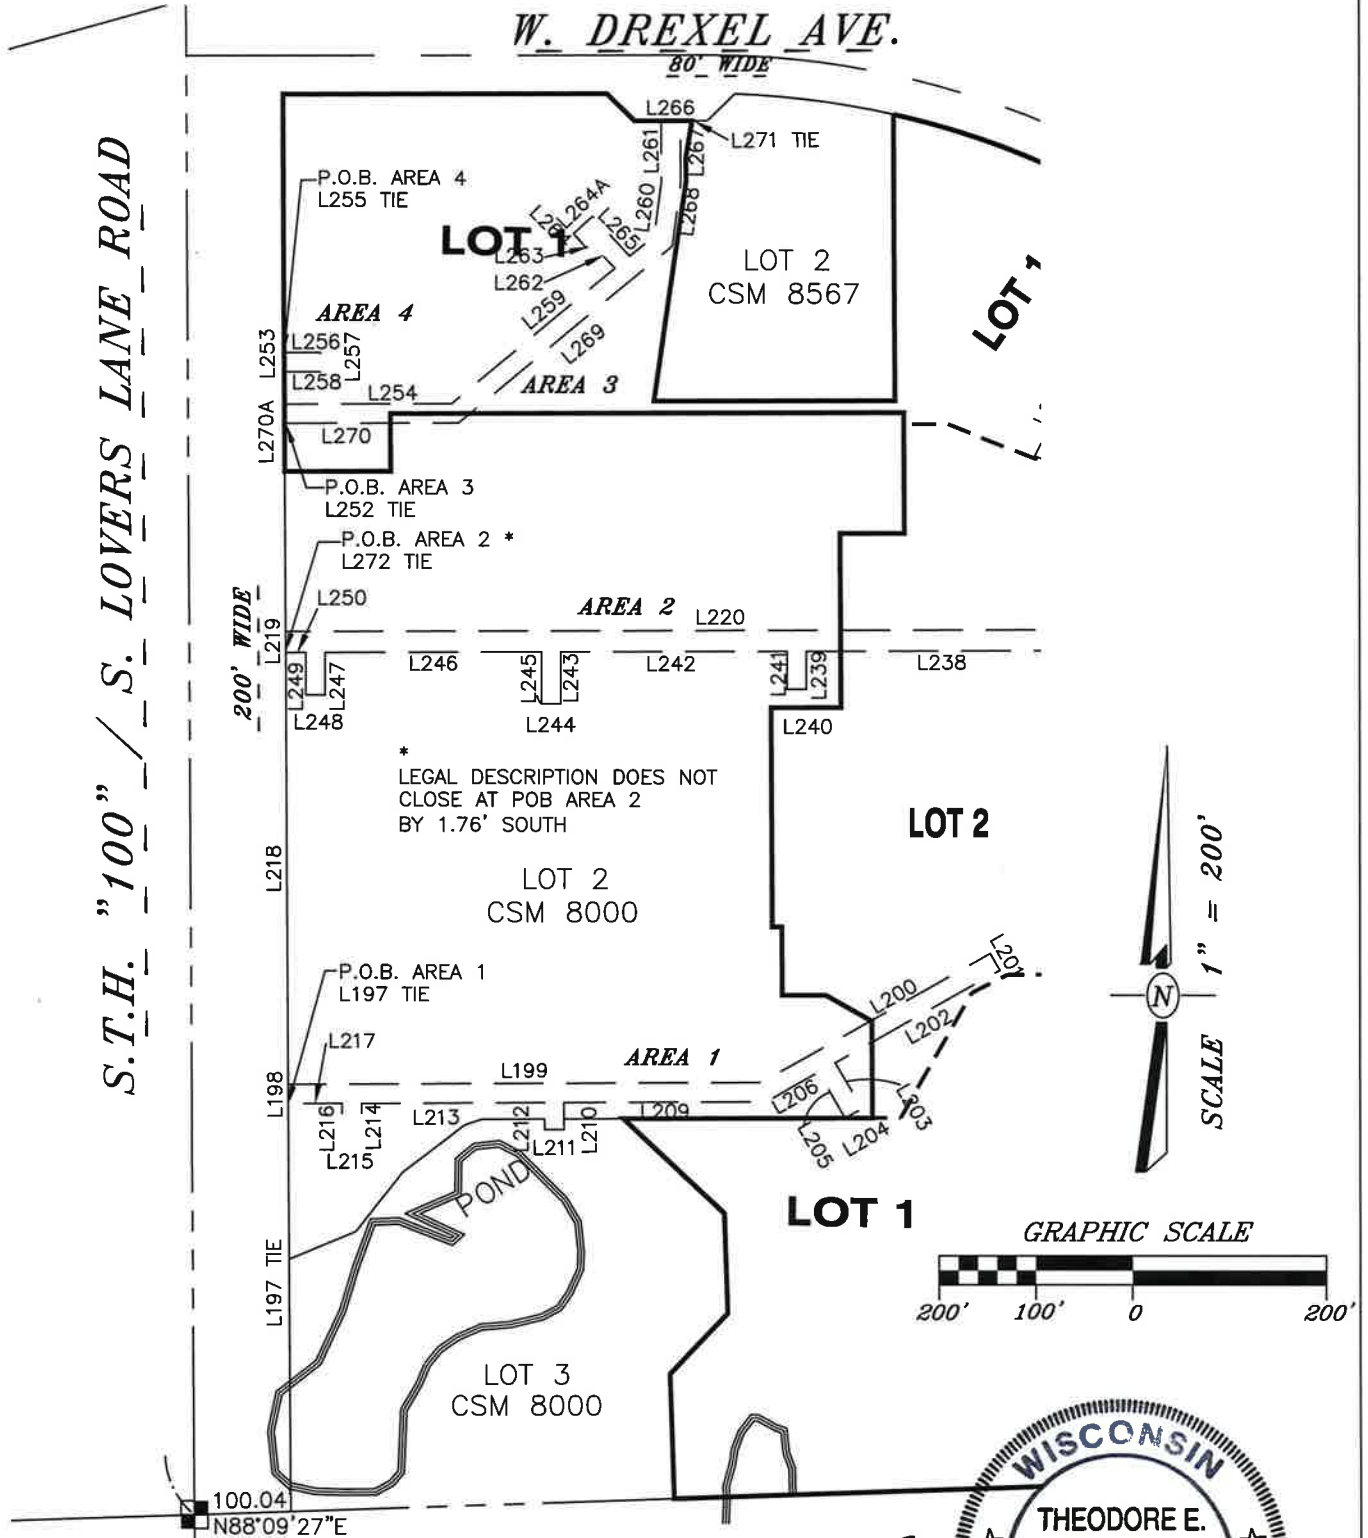 W. DREXEL AVE.
80' WIDE
L266
L271 TIE
L261
L267
L260
L268
P.O.B. AREA 4
L255 TIE
L264A
L265
LOT 1
L263
L262
LOT 2
CSM 8567
LOT 1
AREA 4
L259
L269
L253
L256
L257
L258
L254
AREA 3
L270A
L270
P.O.B. AREA 3
L252 TIE
P.O.B. AREA 2 *
L272 TIE
S.T.H. "100" / S. LOVERS LANE ROAD
200' WIDE
L250
AREA 2
L220
L219
L249
L247
L246
L245
L243
L242
L241
L239
L238
L248
L244
L240
*
LEGAL DESCRIPTION DOES NOT
CLOSE AT POB AREA 2
BY 1.76' SOUTH
LOT 2
L218
LOT 2
CSM 8000
SCALE 1" = 200'
N
P.O.B. AREA 1
L197 TIE
L201
L200
L202
L217
AREA 1
L199
L198
L206
L203
L216
L214
L213
L212
L210
L209
L215
L211
L205
L204
POND
LOT 1
L197 TIE
GRAPHIC SCALE
200' 100' 0 200'
LOT 3
CSM 8000
100.04
N88°09'27"E
WISCONSIN
THEODORE E.